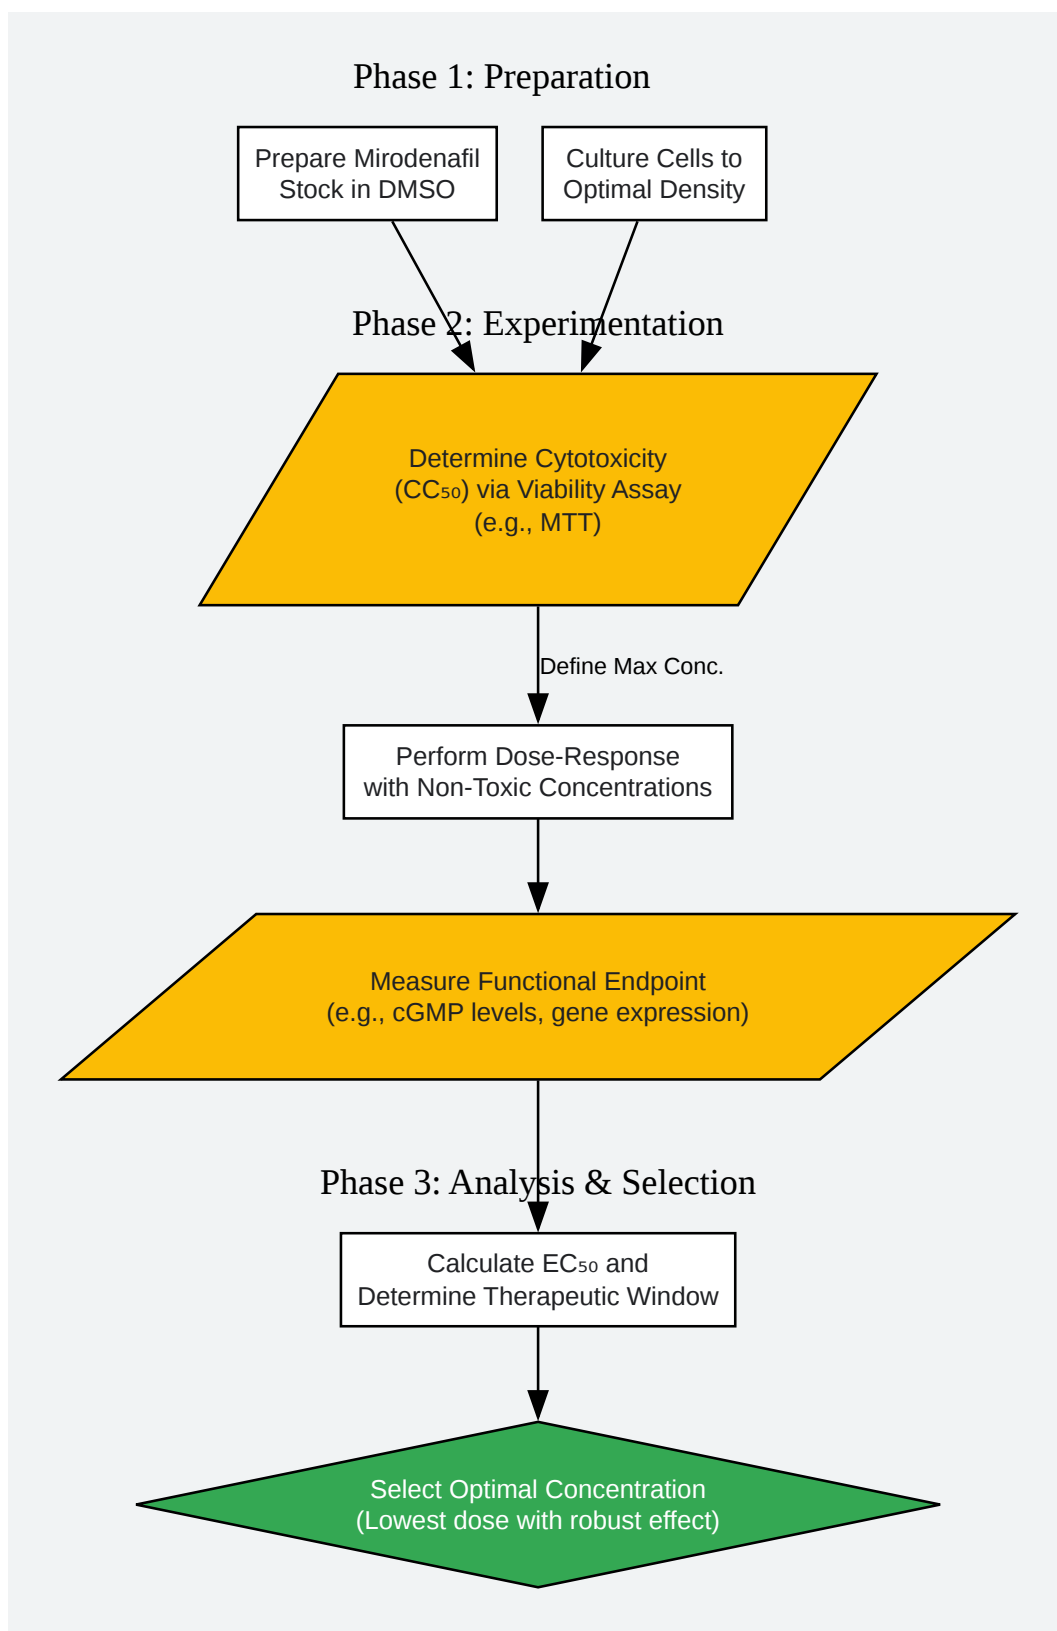 Phase 1: Preparation
Prepare Mirodenafil
Stock in DMSO
Culture Cells to
Optimal Density
Phase 2: Experimentation
Determine Cytotoxicity
(CC₅₀) via Viability Assay
(e.g., MTT)
Define Max Conc.
Perform Dose-Response
with Non-Toxic Concentrations
Measure Functional Endpoint
(e.g., cGMP levels, gene expression)
Phase 3: Analysis & Selection
Calculate EC₅₀ and
Determine Therapeutic Window
Select Optimal Concentration
(Lowest dose with robust effect)